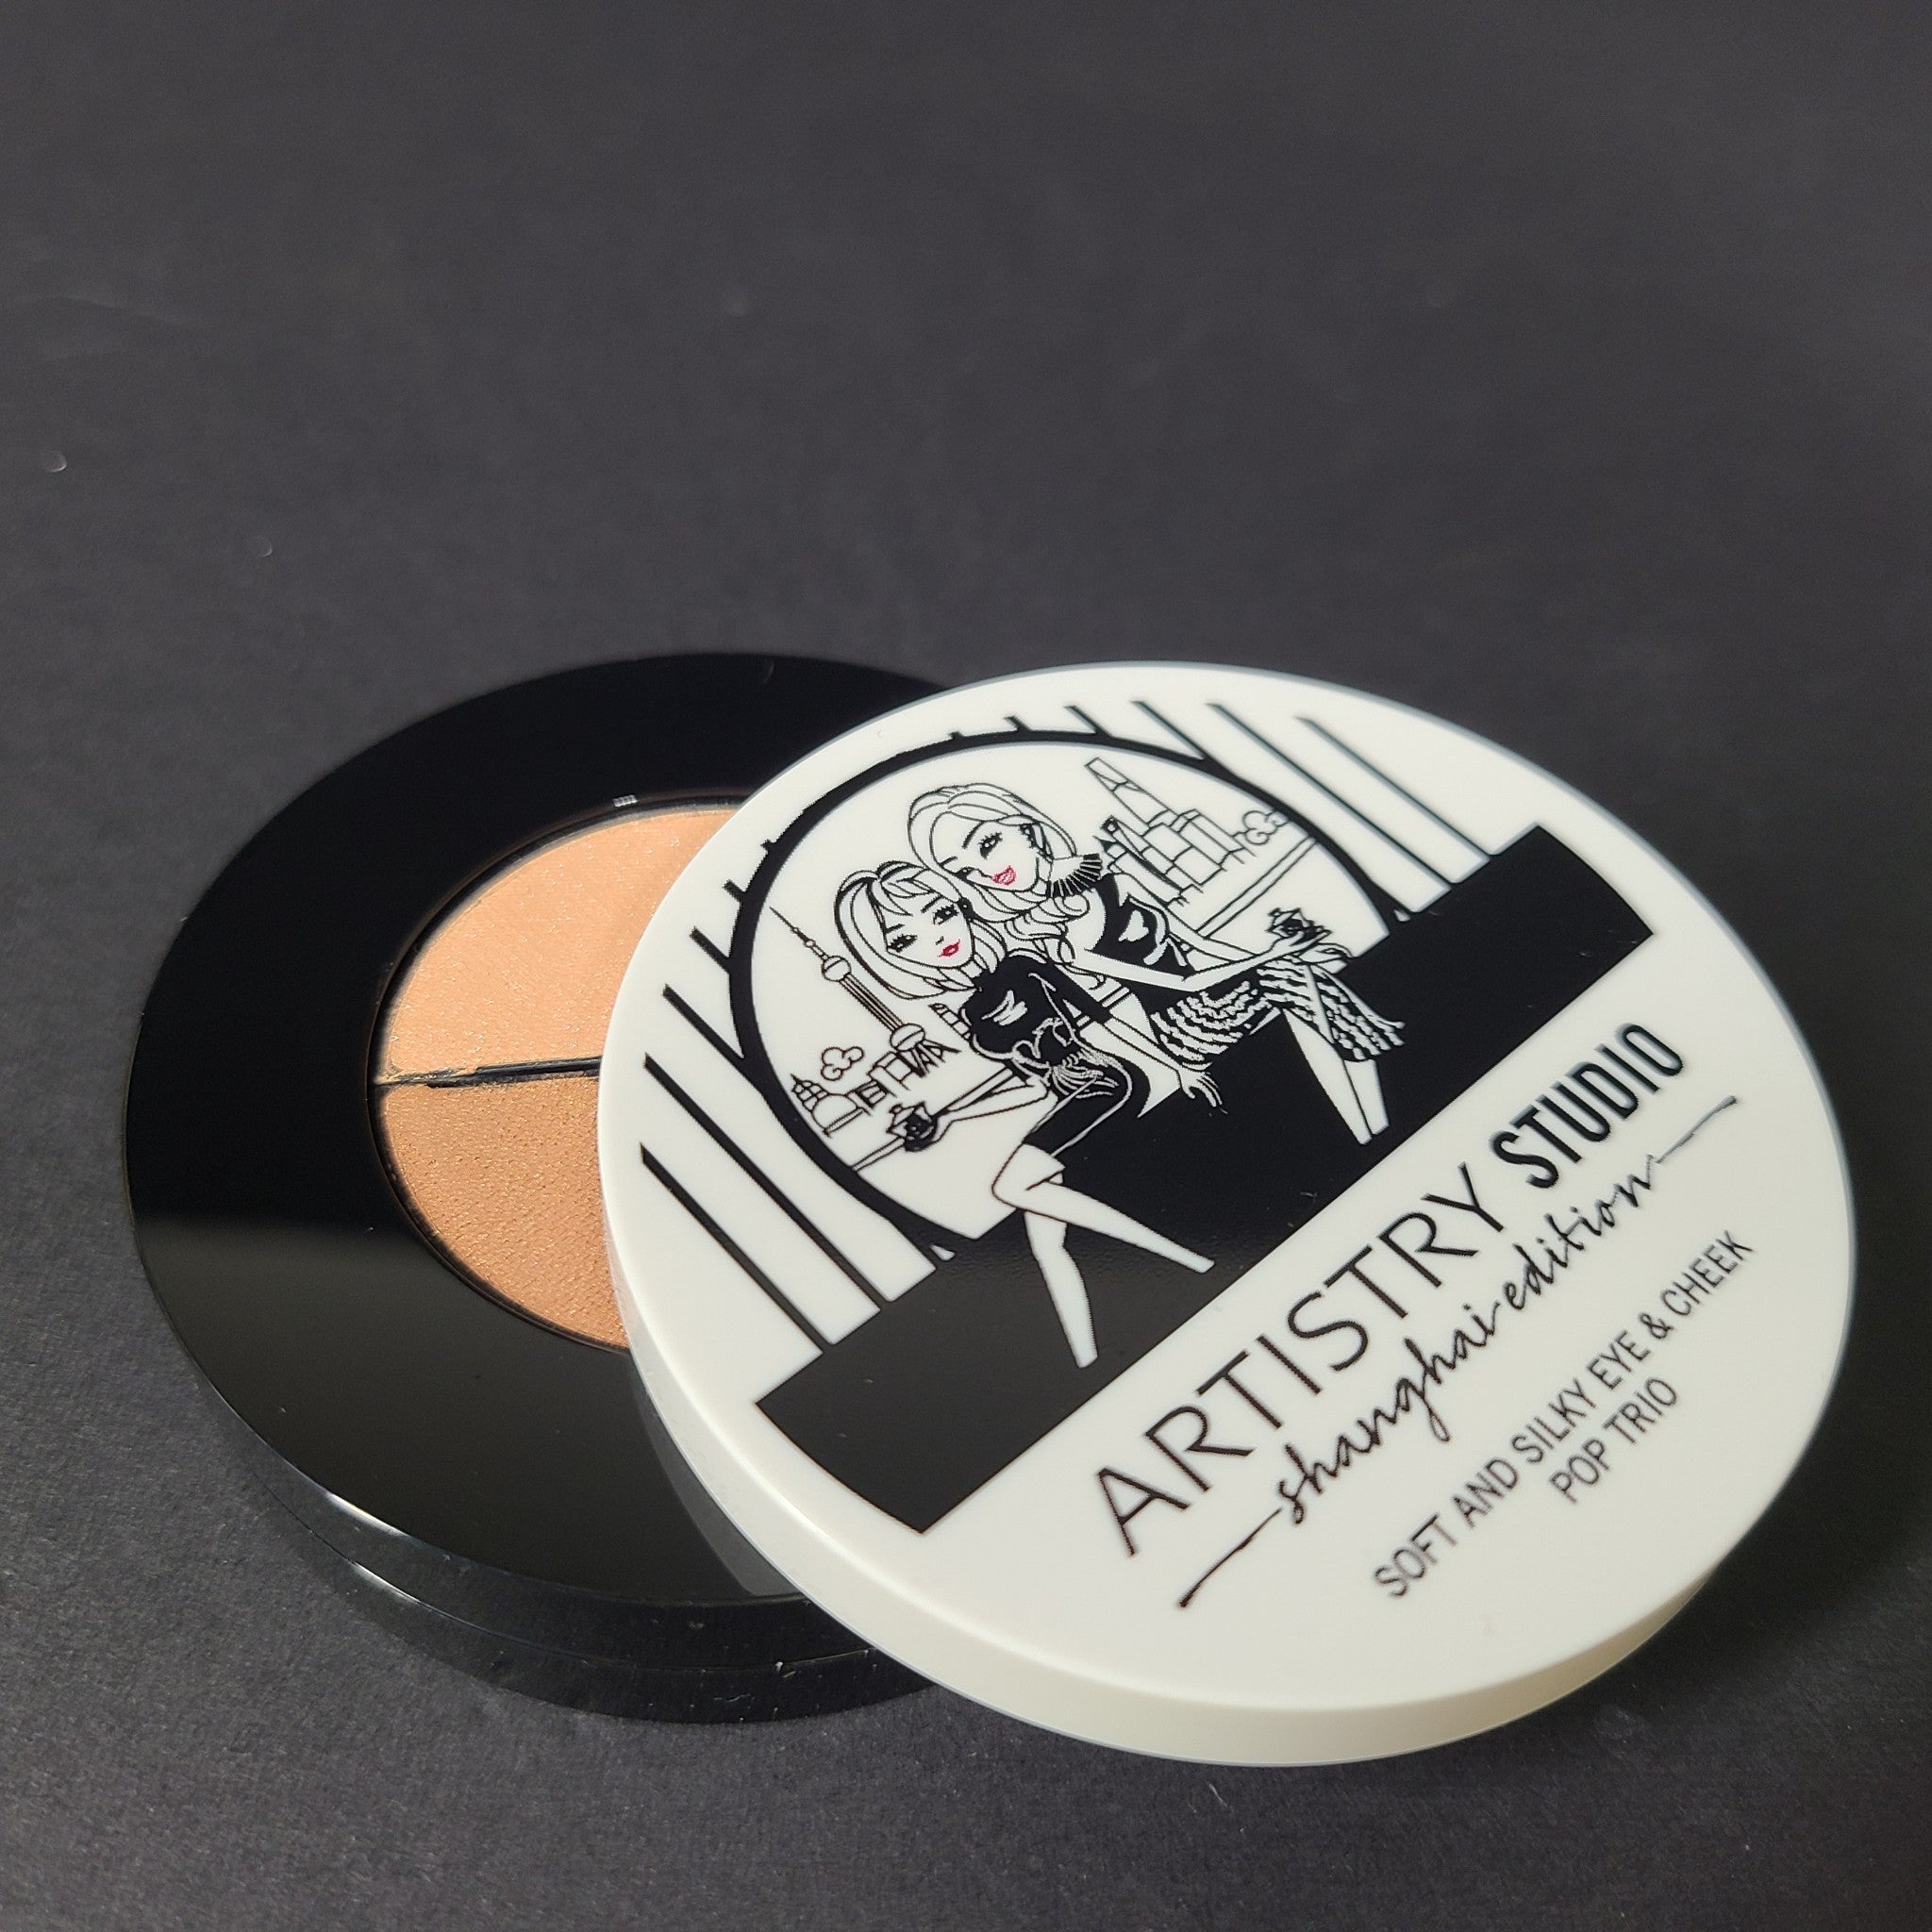 ARTISTRY STUDIO
shanghai edition
SOFT AND SILKY EYE & CHEEK
POP TRIO